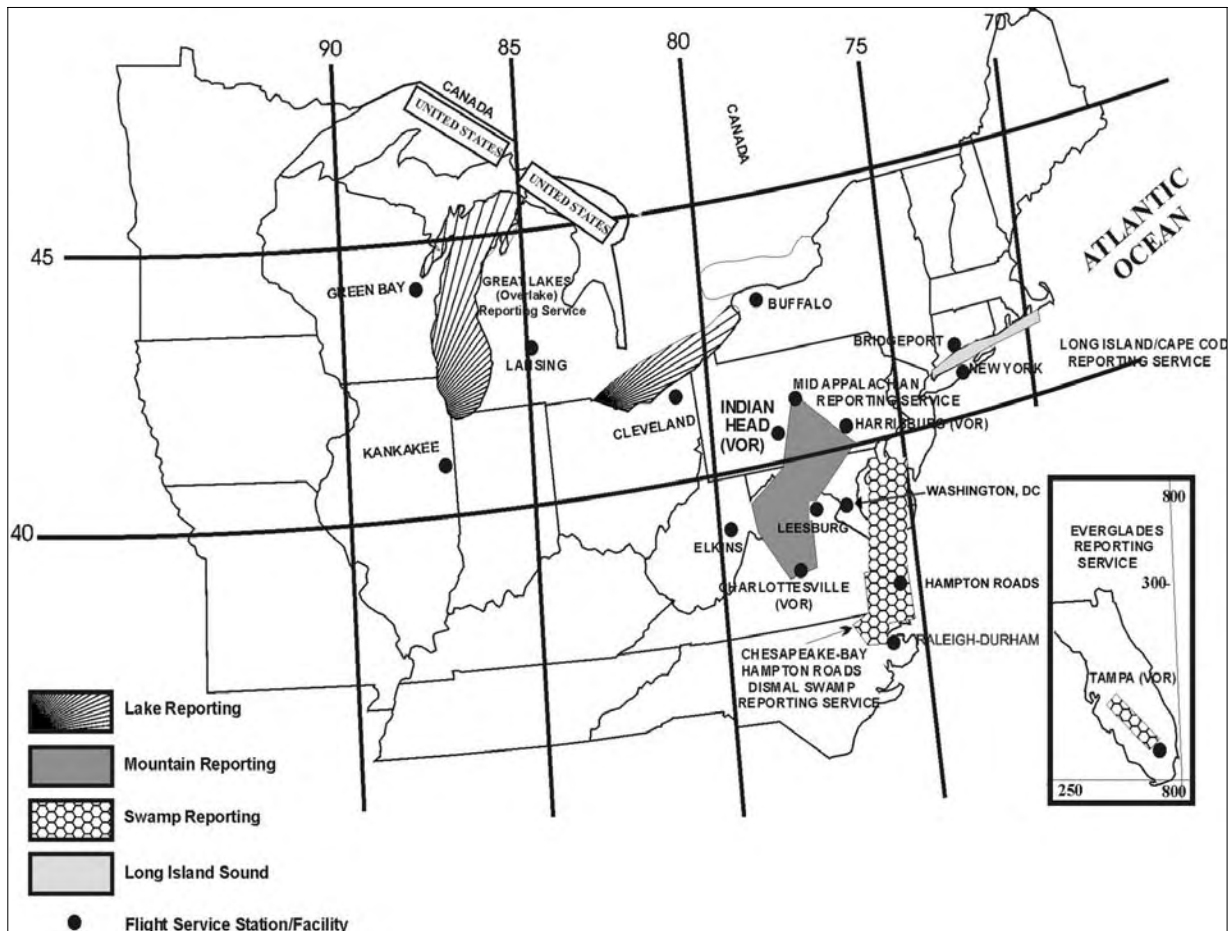 90
85
80
75
70
CANADA
UNITED STATES
CANADA
UNITED STATES
ATLANTIC
OCEAN
45
GREEN BAY
GREAT LAKES
(Overlake)
Reporting Service
BUFFALO
LANSING
BRIDGEPORT
LONG ISLAND/CAPE COD
REPORTING SERVICE
NEW YORK
MID APPALACHIAN
REPORTING SERVICE
INDIAN
HEAD
(VOR)
HARRISBURG (VOR)
CLEVELAND
KANKAKEE
WASHINGTON, DC
40
LEESBURG
ELKINS
CHARLOTTESVILLE
(VOR)
HAMPTON ROADS
RALEIGH-DURHAM
CHESAPEAKE-BAY
HAMPTON ROADS
DISMAL SWAMP
REPORTING SERVICE
800
EVERGLADES
REPORTING
SERVICE
300
TAMPA (VOR)
250
800
Lake Reporting
Mountain Reporting
Swamp Reporting
Long Island Sound
Flight Service Station/Facility